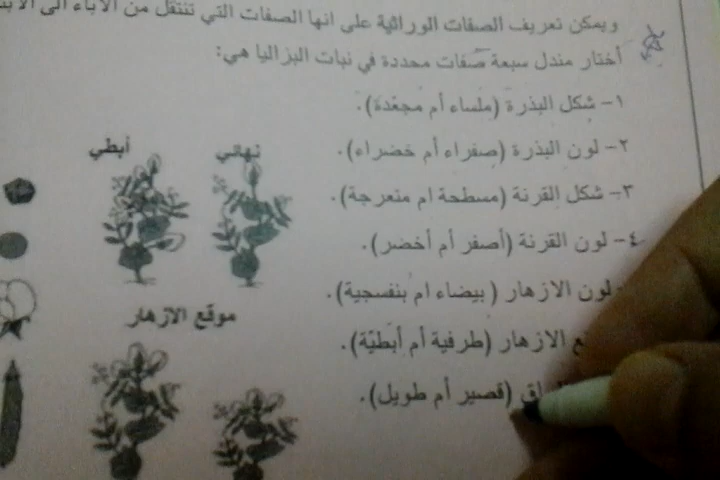 ويمكن تعريف الصفات الوراثية على انها الصفات التي تنتقل من الآباء الى
أختار مندل سبعة صفات محددة في نبات البزاليا هي:
١- شكل البذرة (ملساء أم مجعّدة).
٢- لون البذرة (صفراء أم خضراء).
٣- شكل القرنة (مسطحة ام متعرجة).
٤- لون القرنة (أصفر أم أخضر).
لون الازهار (بيضاء ام بنفسجية).
الازهار (طرفية أم أبطيّة).
(قصير أم طويل).
نهائي
أبطي
موقع الازهار